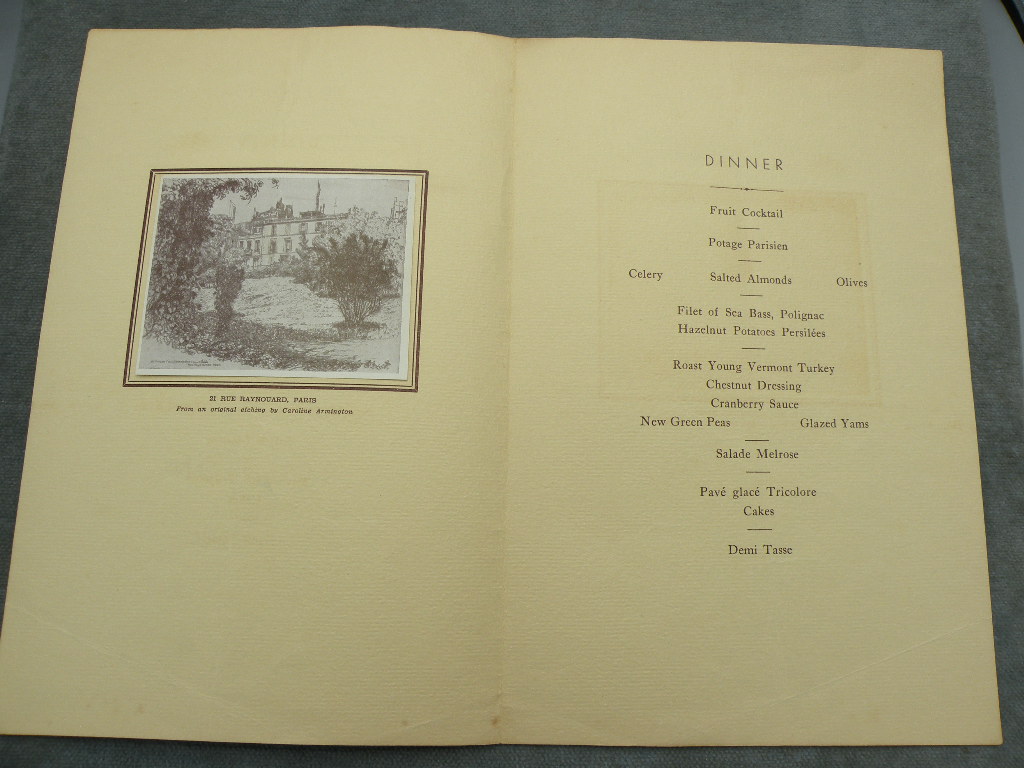 21 RUE RAYNOUARD, PARIS
From an original etching by Caroline Armington
DINNER
Fruit Cocktail
Potage Parisien
Celery Salted Almonds Olives
Filet of Sea Bass, Polignac
Hazelnut Potatoes Persilées
Roast Young Vermont Turkey
Chestnut Dressing
Cranberry Sauce
New Green Peas Glazed Yams
Salade Melrose
Pavé glacé Tricolore
Cakes
Demi Tasse